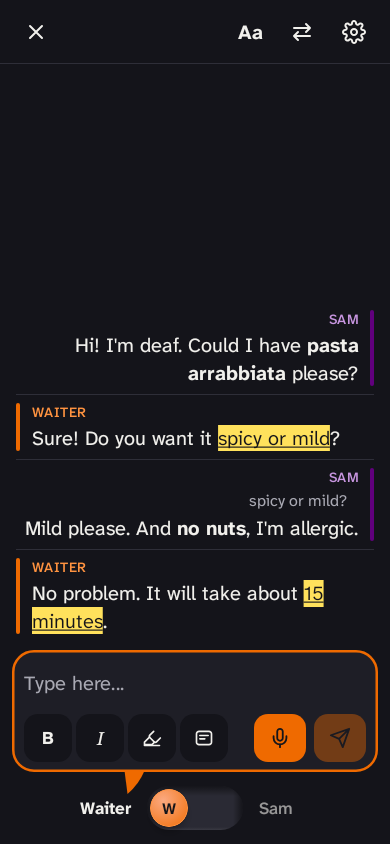 Aa
SAM
Hi! I'm deaf. Could I have pasta
arrabbiata please?
WAITER
Sure! Do you want it spicy or mild?
SAM
spicy or mild?
Mild please. And no nuts, I'm allergic.
WAITER
No problem. It will take about 15
minutes.
Type here...
B I
Waiter W Sam